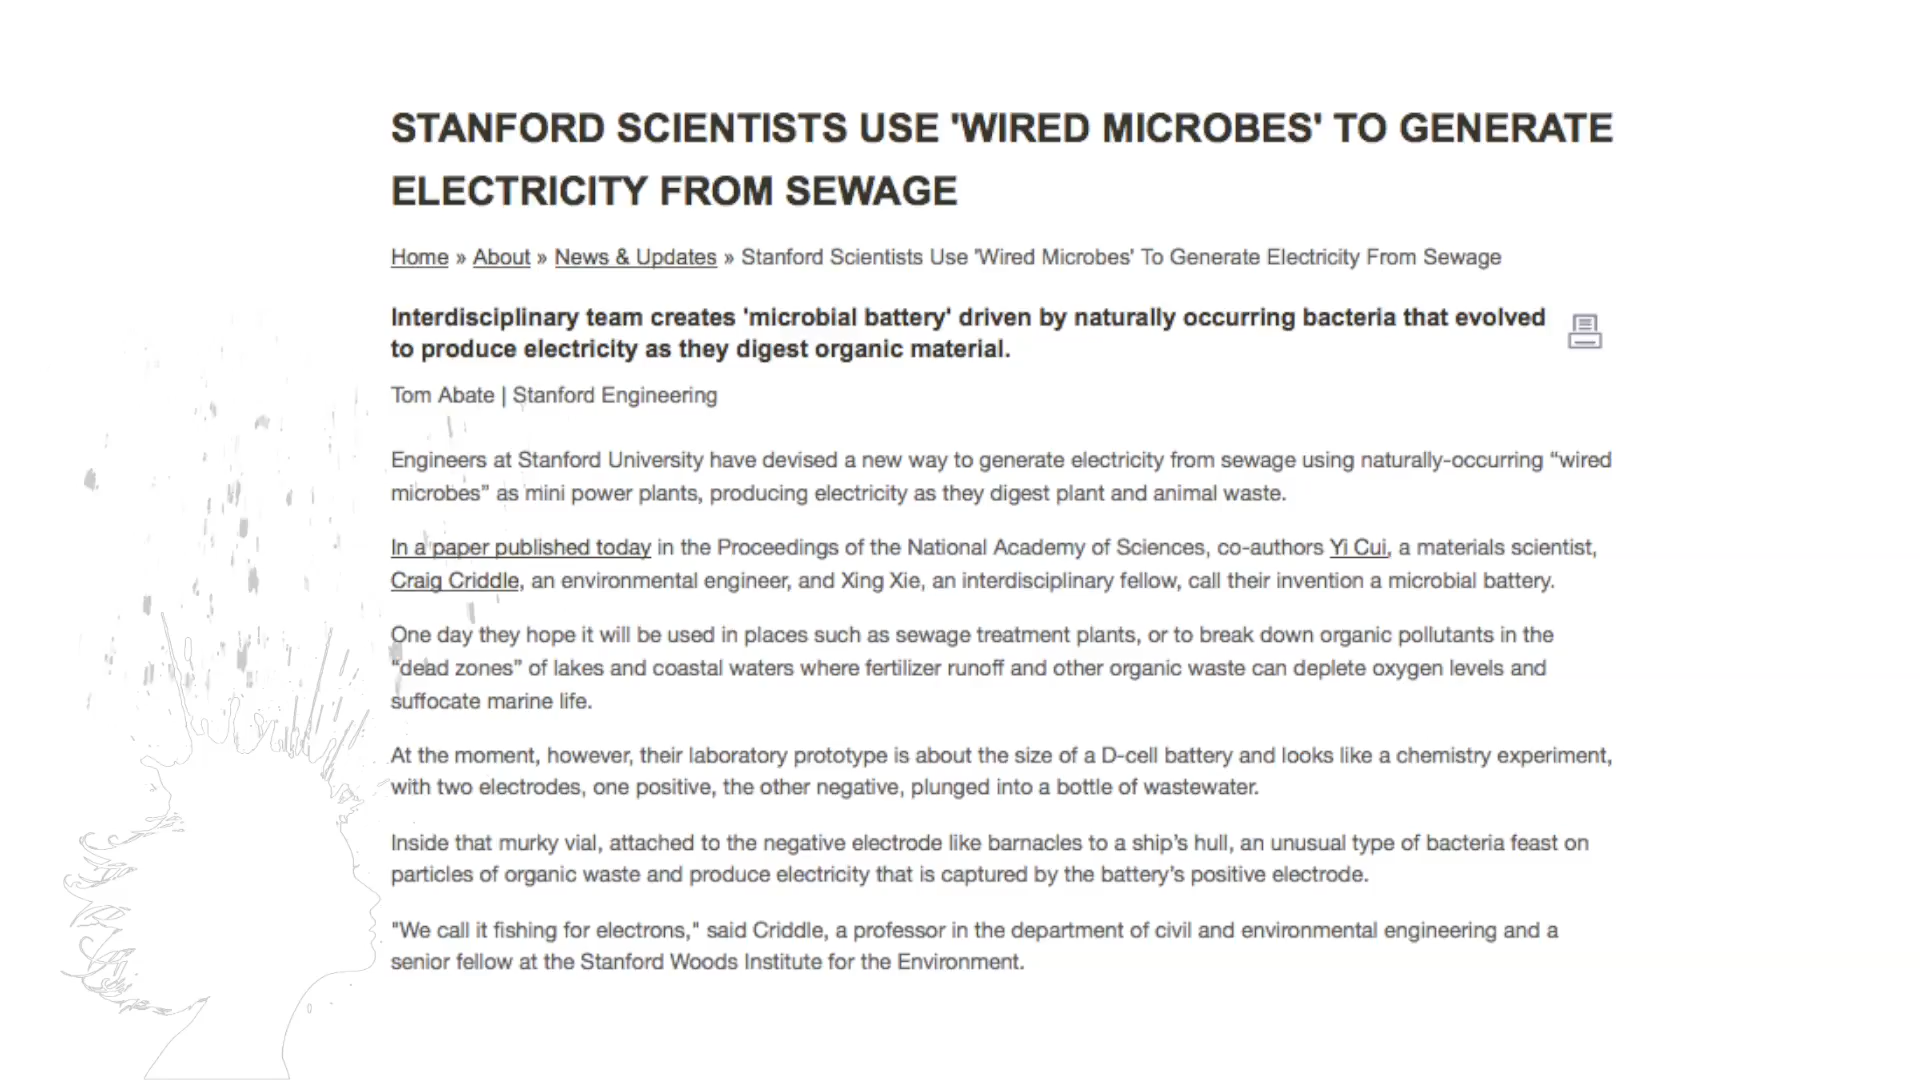 STANFORD SCIENTISTS USE 'WIRED MICROBES' TO GENERATE
ELECTRICITY FROM SEWAGE
Home » About » News & Updates » Stanford Scientists Use 'Wired Microbes' To Generate Electricity From Sewage
Interdisciplinary team creates 'microbial battery' driven by naturally occurring bacteria that evolved
to produce electricity as they digest organic material.
Tom Abate | Stanford Engineering
Engineers at Stanford University have devised a new way to generate electricity from sewage using naturally-occurring “wired
microbes” as mini power plants, producing electricity as they digest plant and animal waste.
In a paper published today in the Proceedings of the National Academy of Sciences, co-authors Yi Cui, a materials scientist,
Craig Criddle, an environmental engineer, and Xing Xie, an interdisciplinary fellow, call their invention a microbial battery.
One day they hope it will be used in places such as sewage treatment plants, or to break down organic pollutants in the
“dead zones” of lakes and coastal waters where fertilizer runoff and other organic waste can deplete oxygen levels and
suffocate marine life.
At the moment, however, their laboratory prototype is about the size of a D-cell battery and looks like a chemistry experiment,
with two electrodes, one positive, the other negative, plunged into a bottle of wastewater.
Inside that murky vial, attached to the negative electrode like barnacles to a ship’s hull, an unusual type of bacteria feast on
particles of organic waste and produce electricity that is captured by the battery’s positive electrode.
"We call it fishing for electrons," said Criddle, a professor in the department of civil and environmental engineering and a
senior fellow at the Stanford Woods Institute for the Environment.